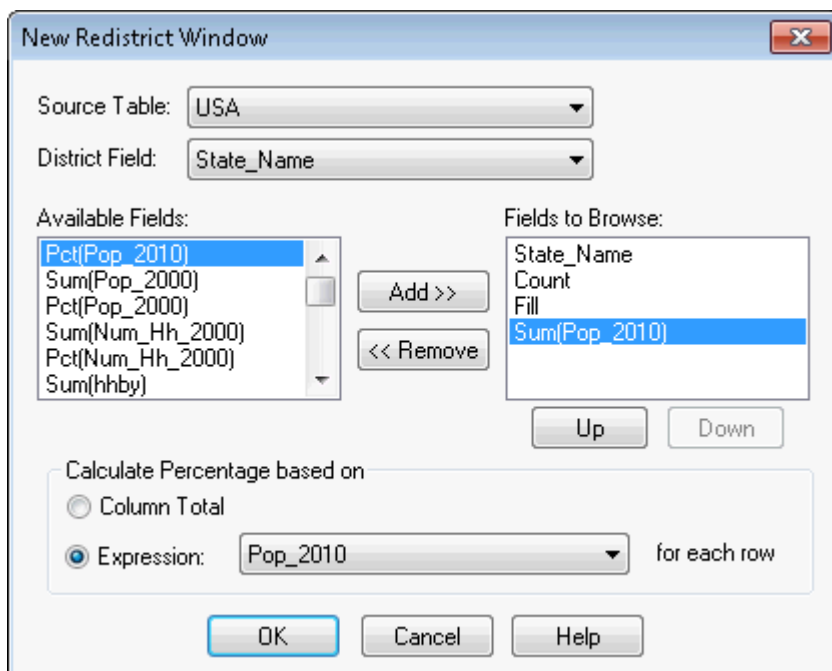 New Redistrict Window
Source Table: USA
District Field: State_Name
Available Fields:
Pct(Pop_2010)
Sum(Pop_2000)
Pct(Pop_2000)
Sum(Num_Hh_2000)
Pct(Num_Hh_2000)
Sum(hhby)
Add >>
<< Remove
Fields to Browse:
State_Name
Count
Fill
Sum(Pop_2010)
Up Down
Calculate Percentage based on
Column Total
Expression: Pop_2010 for each row
OK Cancel Help